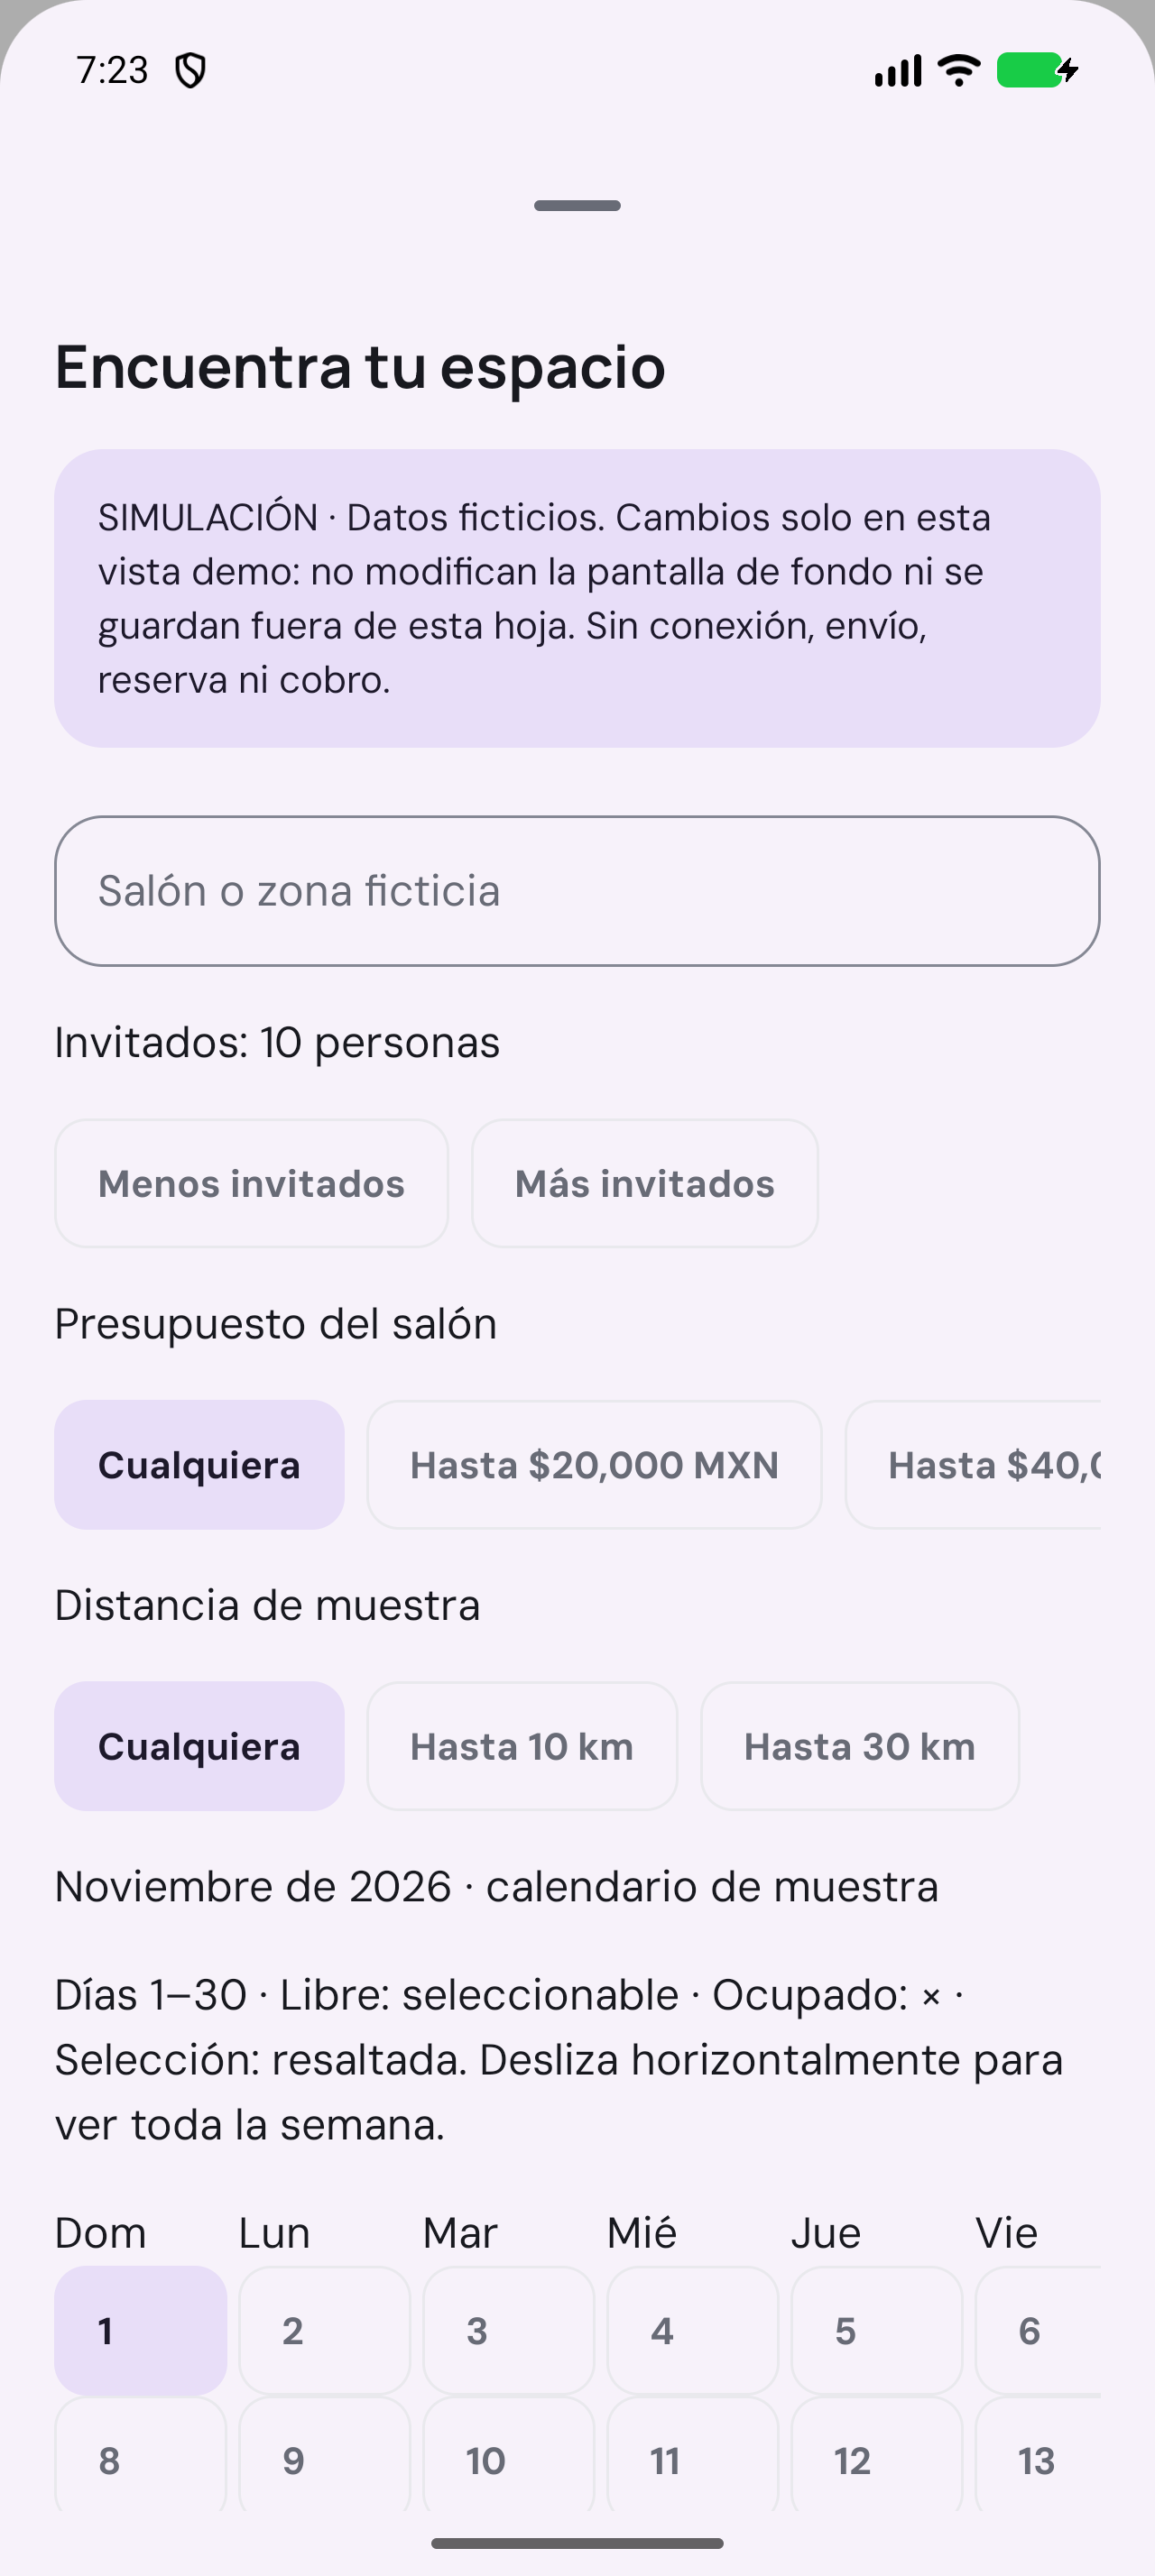 7:23
Encuentra tu espacio
SIMULACIÓN · Datos ficticios. Cambios solo en esta
vista demo: no modifican la pantalla de fondo ni se
guardan fuera de esta hoja. Sin conexión, envío,
reserva ni cobro.
Salón o zona ficticia
Invitados: 10 personas
Menos invitados Más invitados
Presupuesto del salón
Cualquiera Hasta $20,000 MXN Hasta $40,0
Distancia de muestra
Cualquiera Hasta 10 km Hasta 30 km
Noviembre de 2026 · calendario de muestra
Días 1–30 · Libre: seleccionable · Ocupado: × ·
Selección: resaltada. Desliza horizontalmente para
ver toda la semana.
Dom Lun Mar Mié Jue Vie
1 2 3 4 5 6
8 9 10 11 12 13